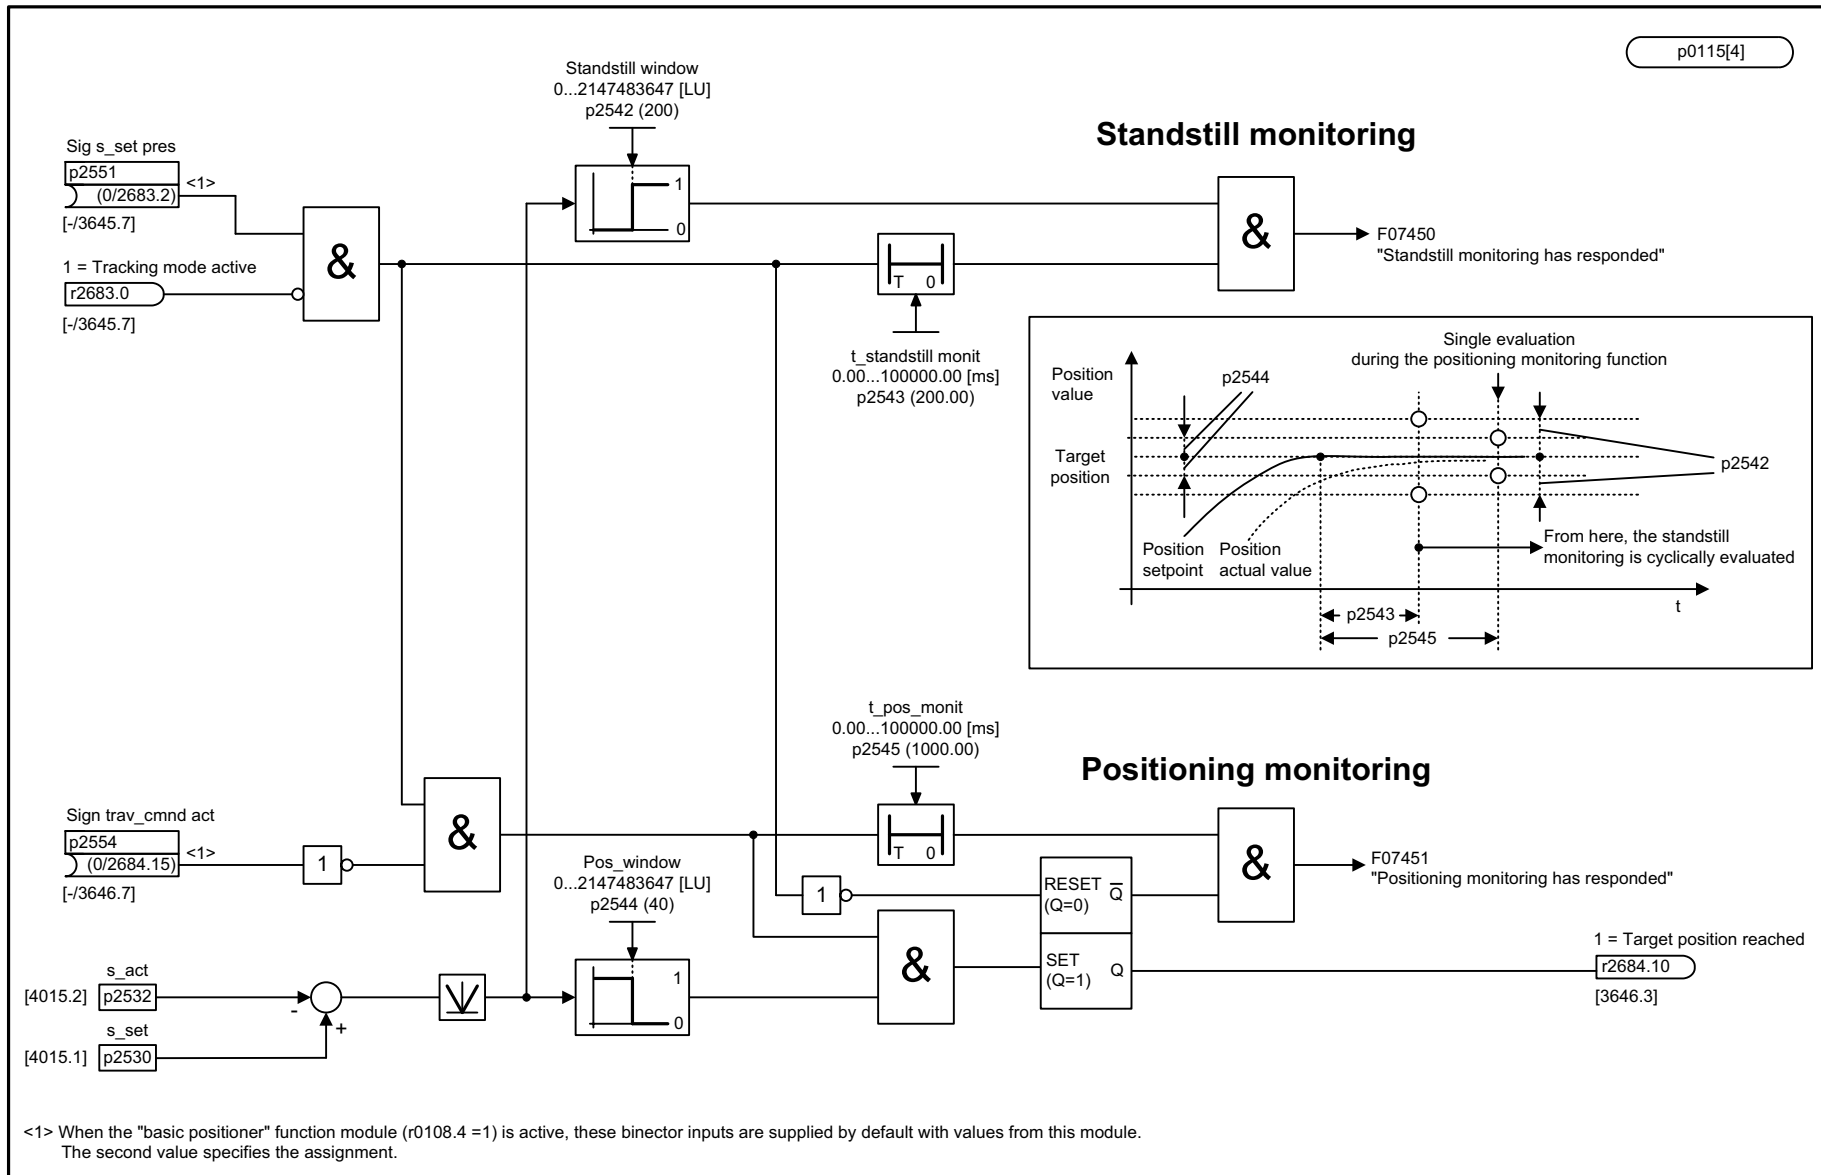 p0115[4]
Standstill window
0...2147483647 [LU]
p2542 (200)
Standstill monitoring
Sig s_set pres
p2551
<1>
(0/2683.2)
[-/3645.7]
1
0
&
&
F07450
"Standstill monitoring has responded"
1 = Tracking mode active
r2683.0
[-/3645.7]
T 0
t_standstill monit
0.00...100000.00 [ms]
p2543 (200.00)
Single evaluation
during the positioning monitoring function
Position
value
p2544
Target
position
p2542
Position
setpoint
Position
actual value
From here, the standstill
monitoring is cyclically evaluated
t
p2543
p2545
t_pos_monit
0.00...100000.00 [ms]
p2545 (1000.00)
Positioning monitoring
Sign trav_cmnd act
p2554
<1>
(0/2684.15)
[-/3646.7]
1
&
T 0
&
F07451
"Positioning monitoring has responded"
Pos_window
0...2147483647 [LU]
p2544 (40)
1
RESET Q̅
(Q=0)
SET Q
(Q=1)
&
1
0
1 = Target position reached
r2684.10
[3646.3]
s_act
[4015.2] p2532
-
+
s_set
[4015.1] p2530
<1> When the "basic positioner" function module (r0108.4 =1) is active, these binector inputs are supplied by default with values from this module.
The second value specifies the assignment.